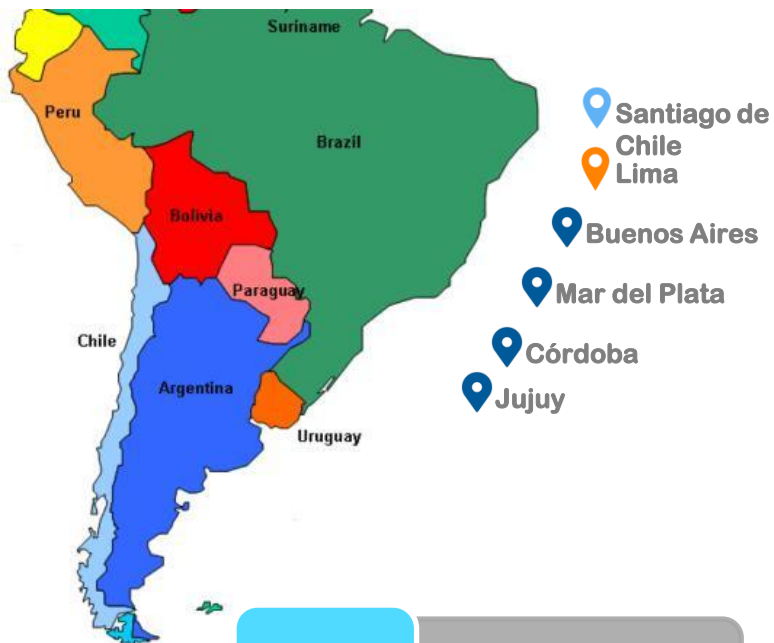 Suriname
Peru
Brazil
Bolivia
Paraguay
Chile
Argentina
Uruguay
Santiago de
Chile
Lima
Buenos Aires
Mar del Plata
Córdoba
Jujuy